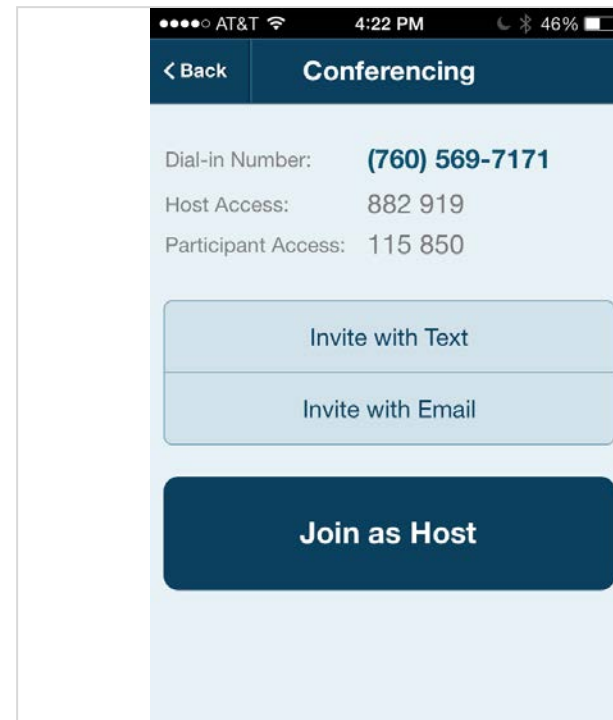 AT&T 4:22 PM 46%
Back Conferencing
Dial-in Number: (760) 569-7171
Host Access: 882 919
Participant Access: 115 850
Invite with Text
Invite with Email
Join as Host